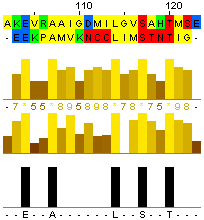 110 120
AKEVRAAIGDMILGVSAHTMSE
-EEKPAMVKNCCLIMSTNTIG-
-7*55*895898*78*75*98-
- E - A - L - S - T -